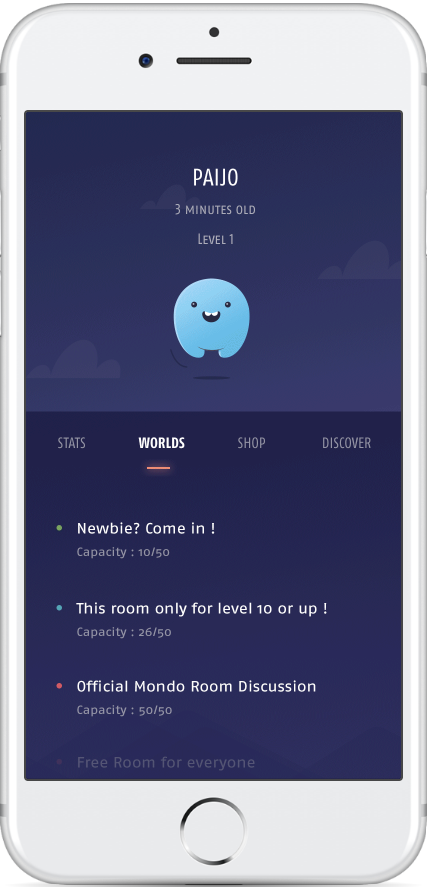 PAIJO
3 MINUTES OLD
LEVEL 1
STATS WORLDS SHOP DISCOVER
Newbie? Come in !
Capacity : 10/50
This room only for level 10 or up !
Capacity : 26/50
Official Mondo Room Discussion
Capacity : 50/50
Free Room for everyone